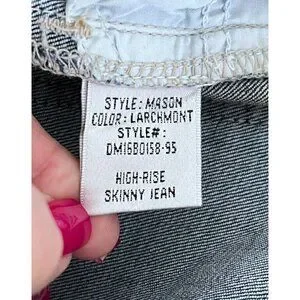 STYLE: MASON
COLOR: LARCHMONT
STYLE#:
DM16B0158-95
HIGH-RISE
SKINNY JEAN